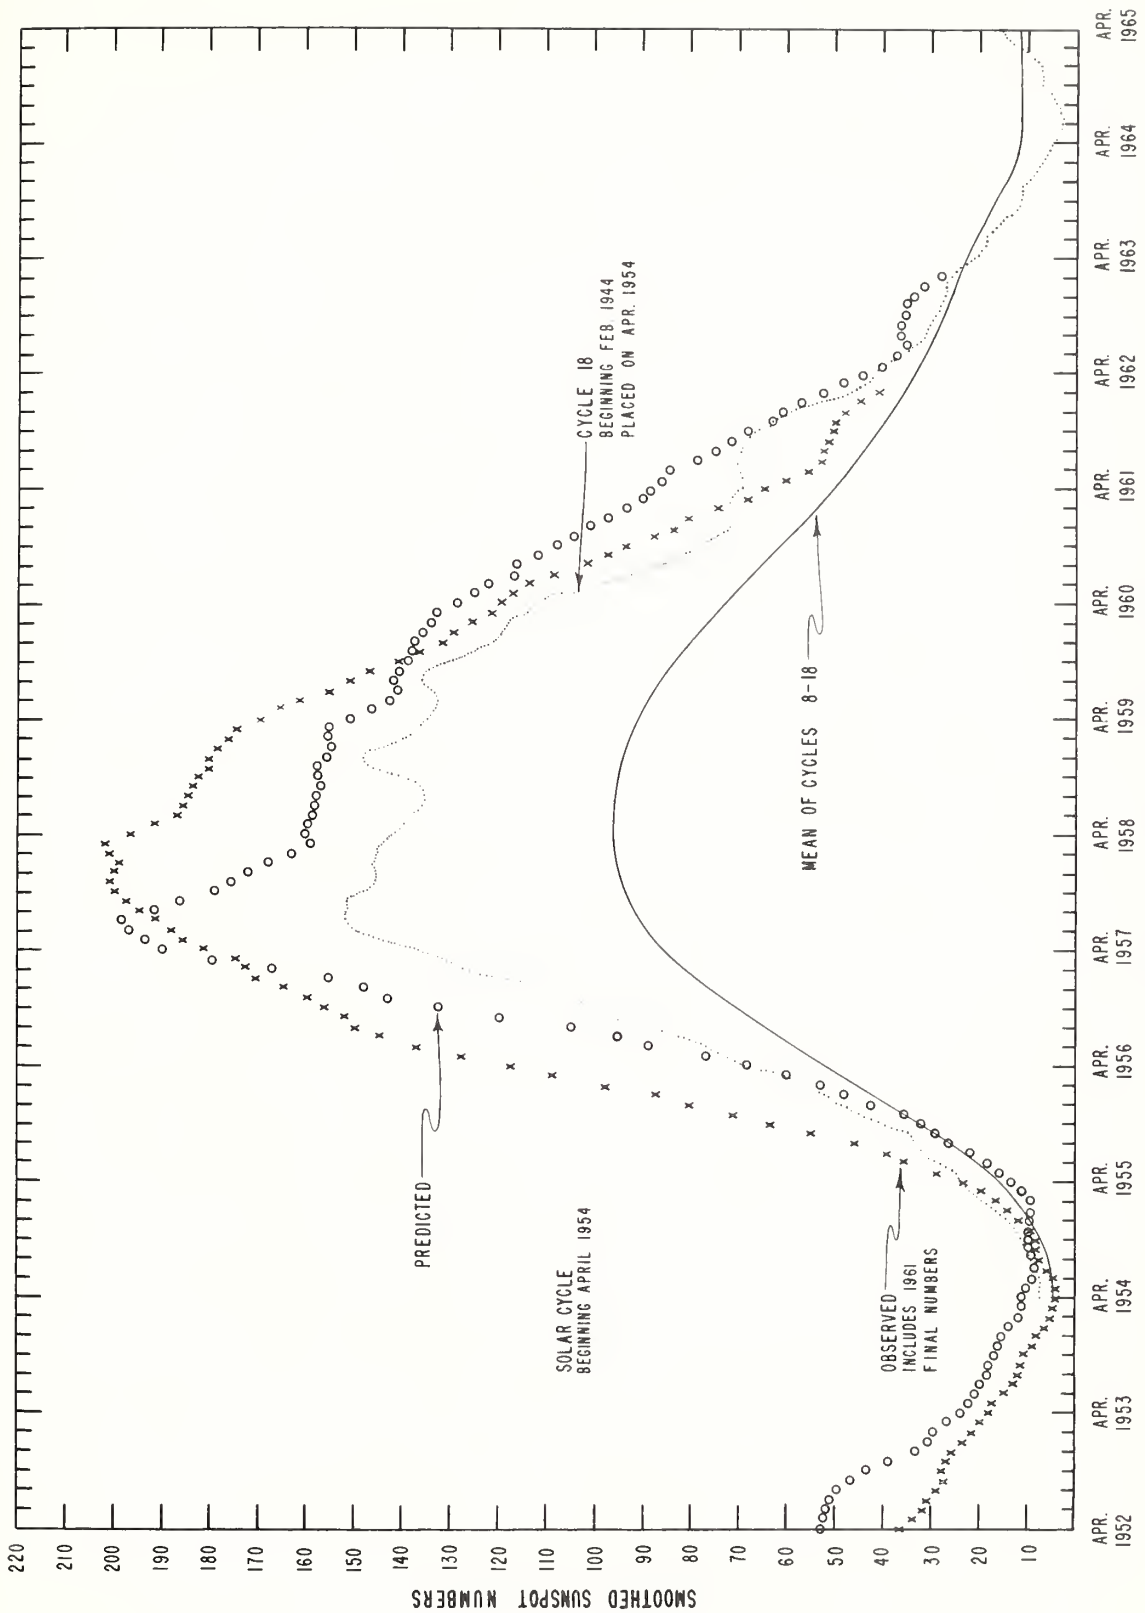 SMOOTHED SUNSPOT NUMBERS
220
210
200
190
180
170
160
150
140
130
120
110
100
90
80
70
60
50
40
30
20
10
PREDICTED
SOLAR CYCLE
BEGINNING APRIL 1954
OBSERVED
INCLUDES 1961
FINAL NUMBERS
CYCLE 18
BEGINNING FEB. 1944
PLACED ON APR. 1954
MEAN OF CYCLES 8-18
APR.
1952
APR.
1953
APR.
1954
APR.
1955
APR.
1956
APR.
1957
APR.
1958
APR.
1959
APR.
1960
APR.
1961
APR.
1962
APR.
1963
APR.
1964
APR.
1965